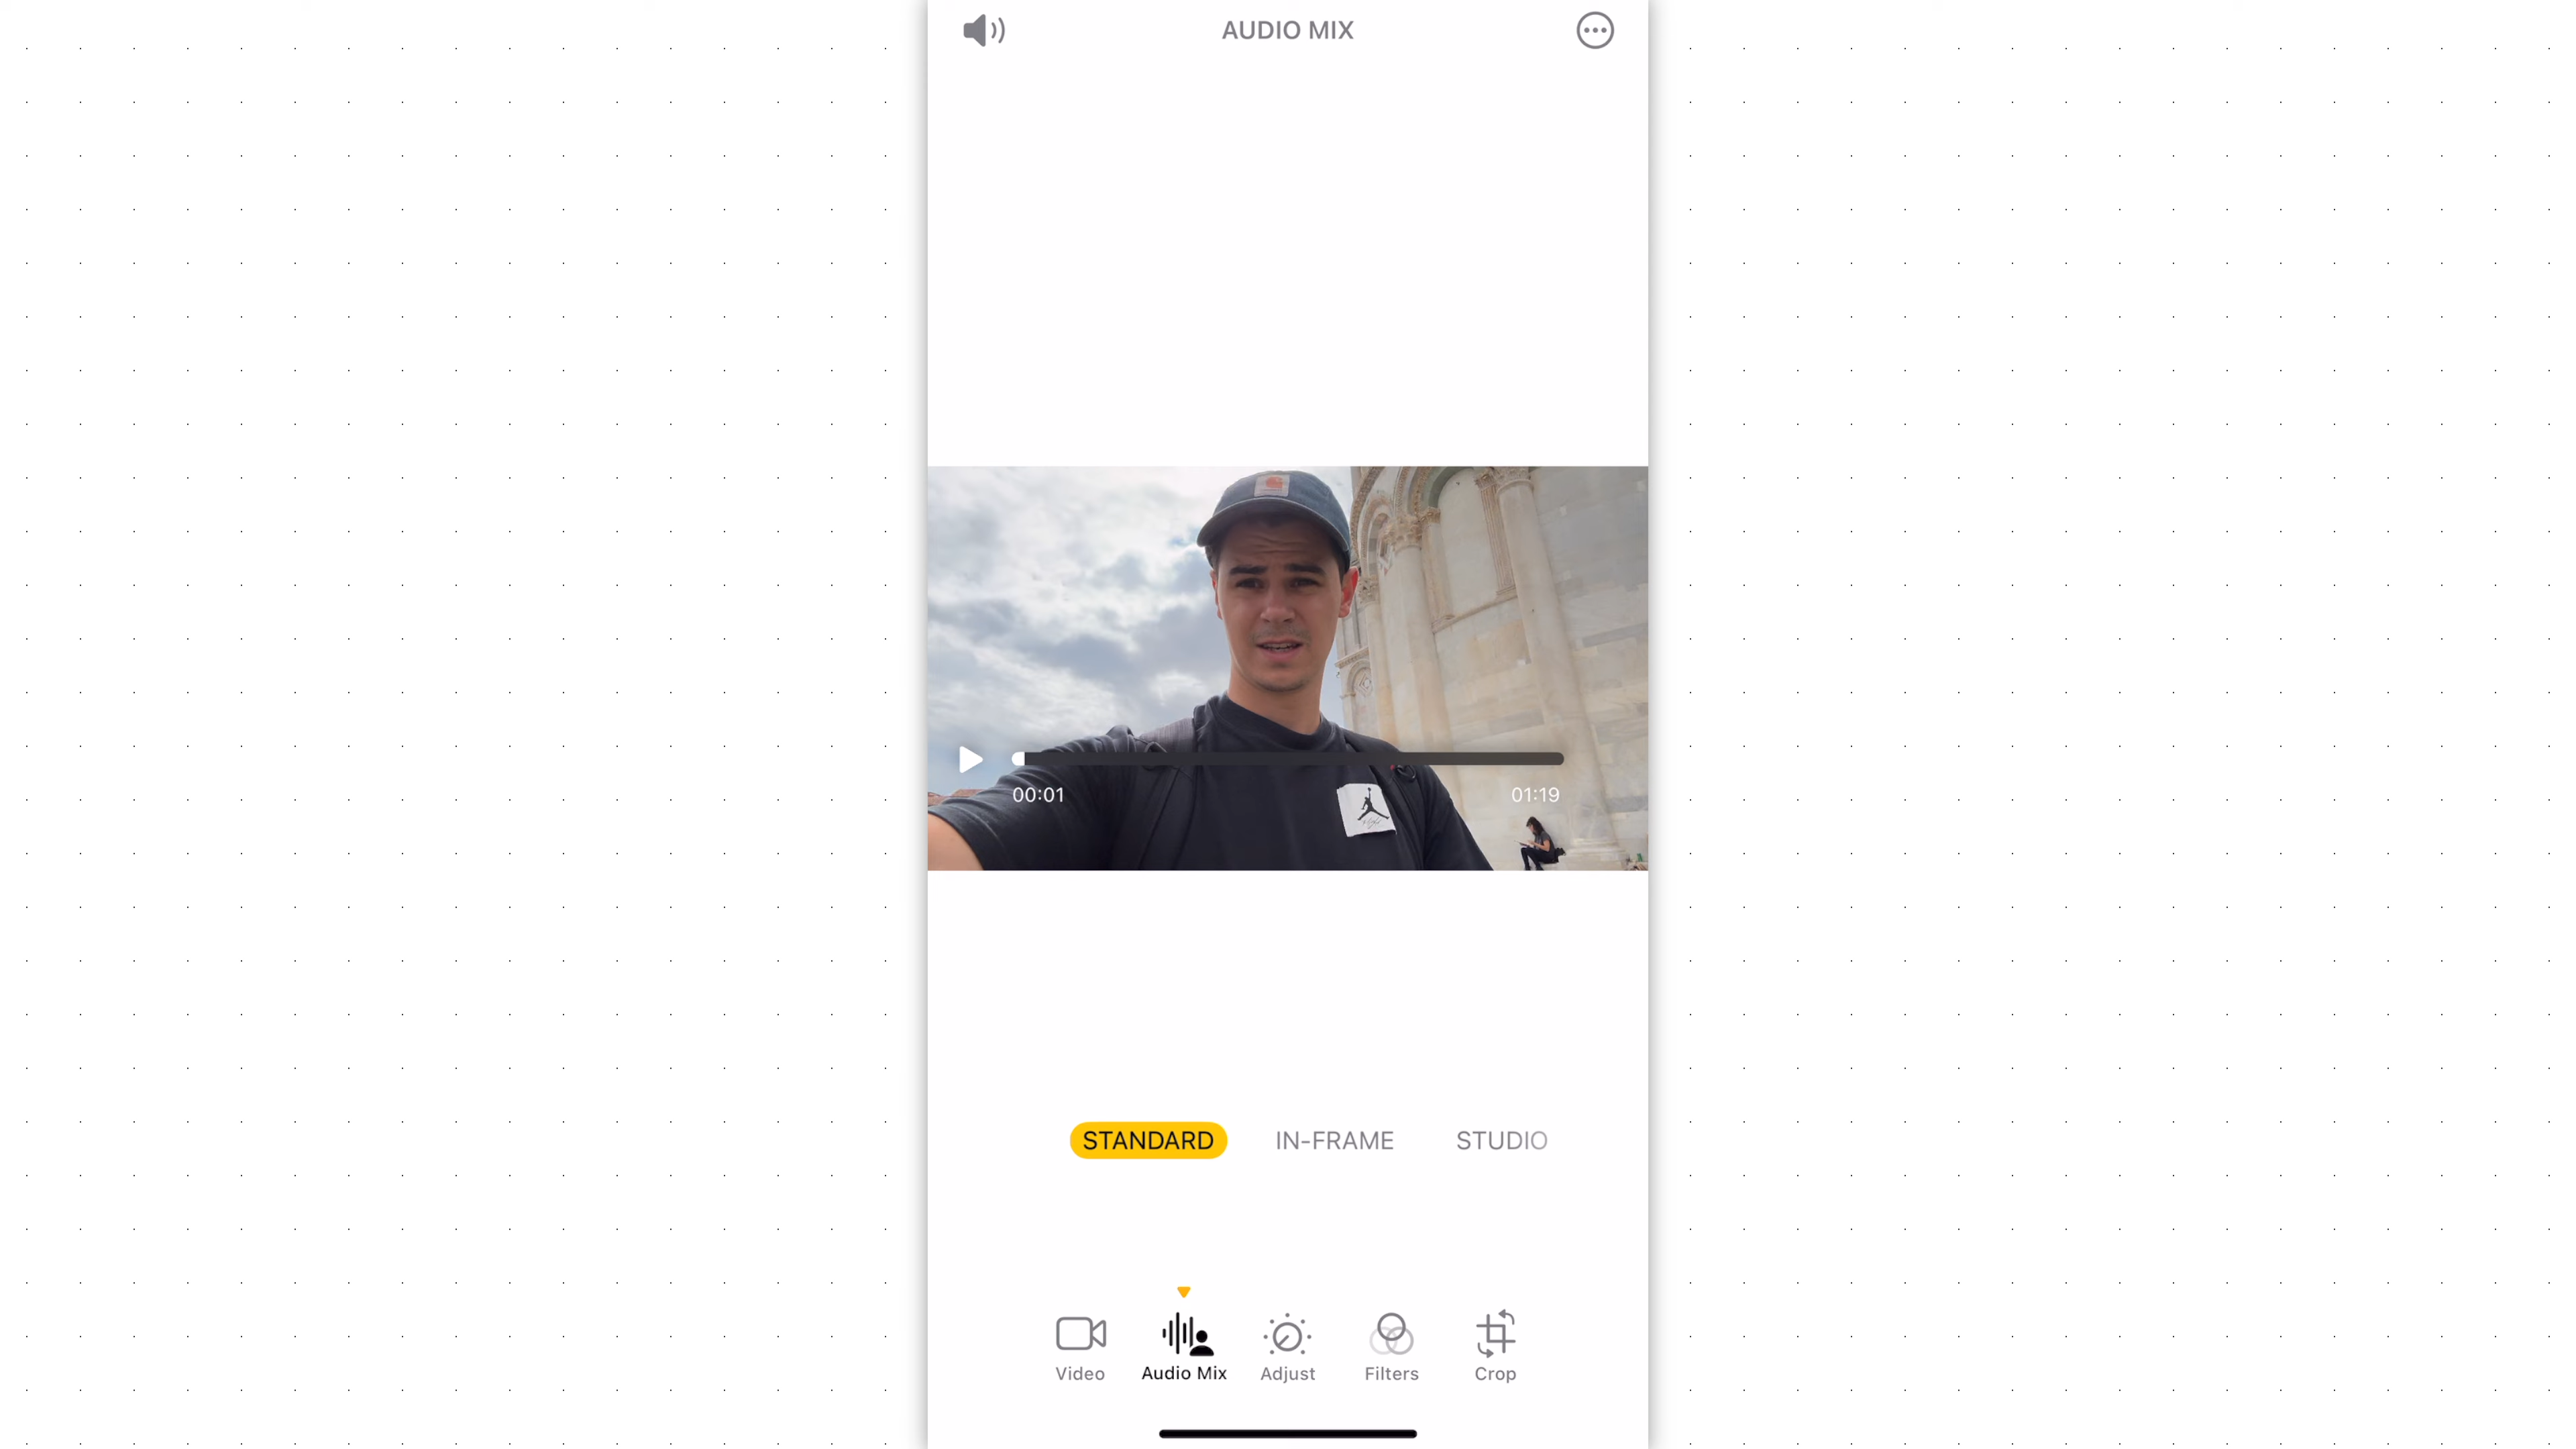 AUDIO MIX
00:01
01:19
STANDARD
IN-FRAME
STUDIO
Video
Audio Mix
Adjust
Filters
Crop